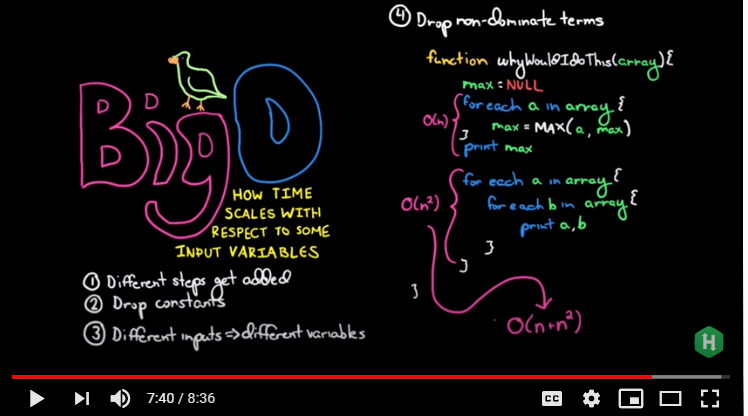 Big O
HOW TIME
SCALES WITH
RESPECT TO SOME
INPUT VARIABLES
① Different steps get added
② Drop constants
③ Different inputs ⇒ different variables
④ Drop non-dominate terms
function whyWouldIDoThis(array){
max = NULL
O(n) { for each a in array {
max = MAX(a, max)
}
print max
O(n²) { for each a in array {
for each b in array {
print a,b
}
}
}
O(n+n²)
H
7:40 / 8:36
CC